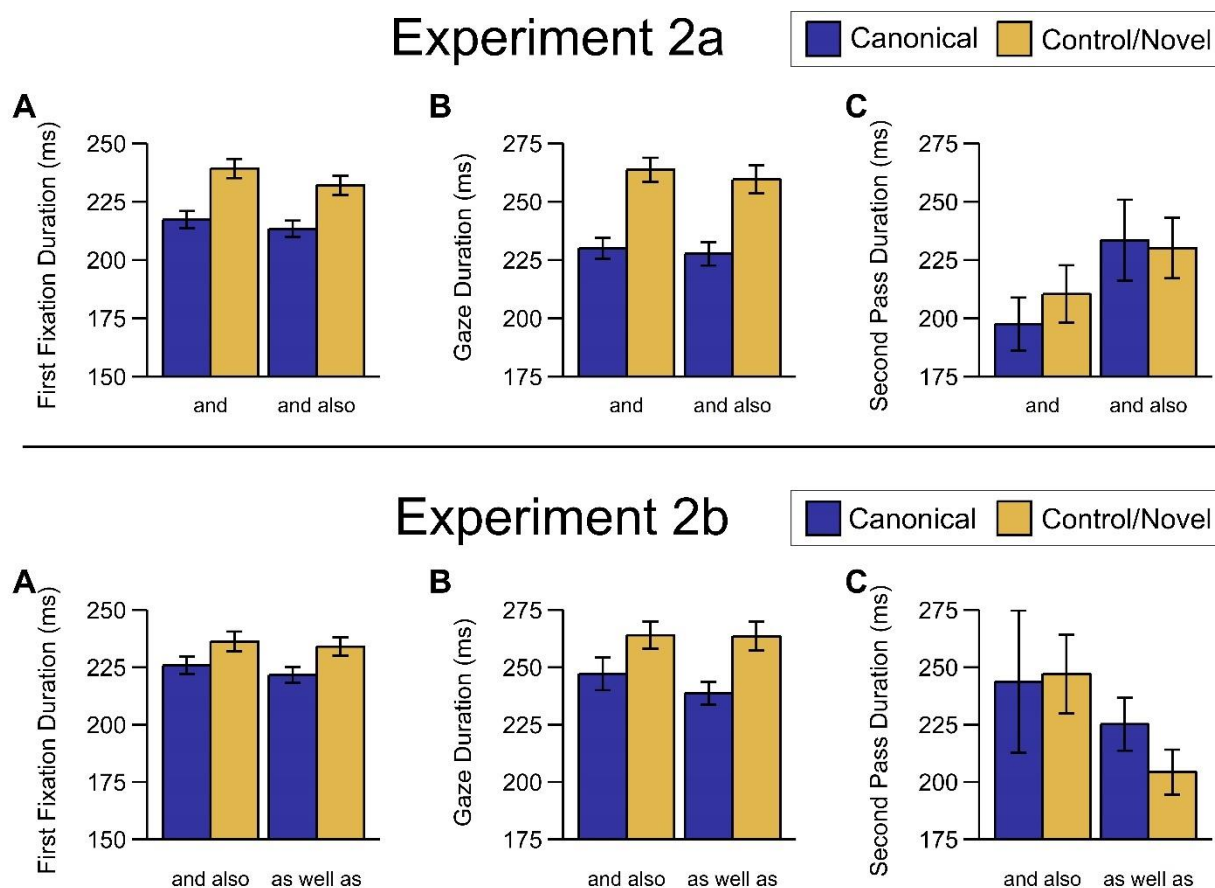 Experiment 2a
Canonical Control/Novel
A
First Fixation Duration (ms)
250
225
200
175
150
and and also
B
Gaze Duration (ms)
275
250
225
200
175
and and also
C
Second Pass Duration (ms)
275
250
225
200
175
and and also
Experiment 2b
Canonical Control/Novel
A
First Fixation Duration (ms)
250
225
200
175
150
and also as well as
B
Gaze Duration (ms)
275
250
225
200
175
and also as well as
C
Second Pass Duration (ms)
275
250
225
200
175
and also as well as